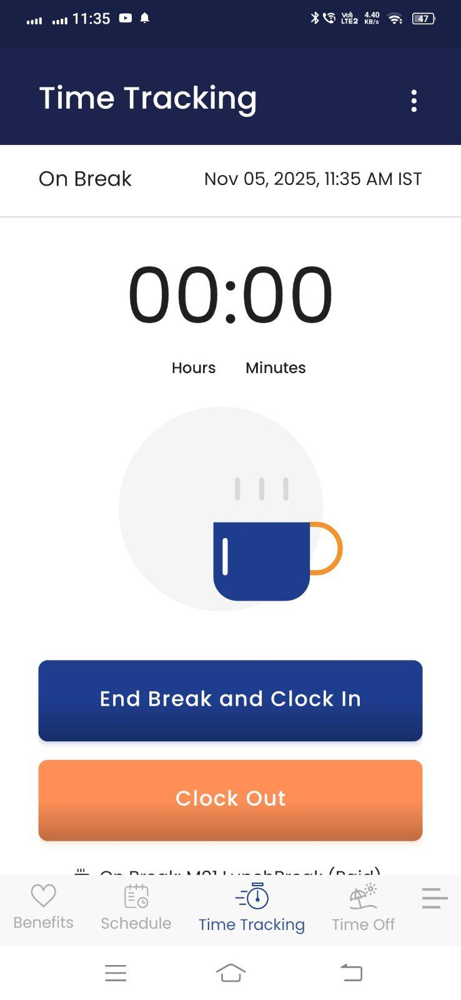 11:35
Vo)) LTE2
4.40 KB/s
47
Time Tracking
On Break Nov 05, 2025, 11:35 AM IST
00:00
Hours Minutes
End Break and Clock In
Clock Out
On Break: M01 LunchBreak (Paid)
Benefits Schedule Time Tracking Time Off